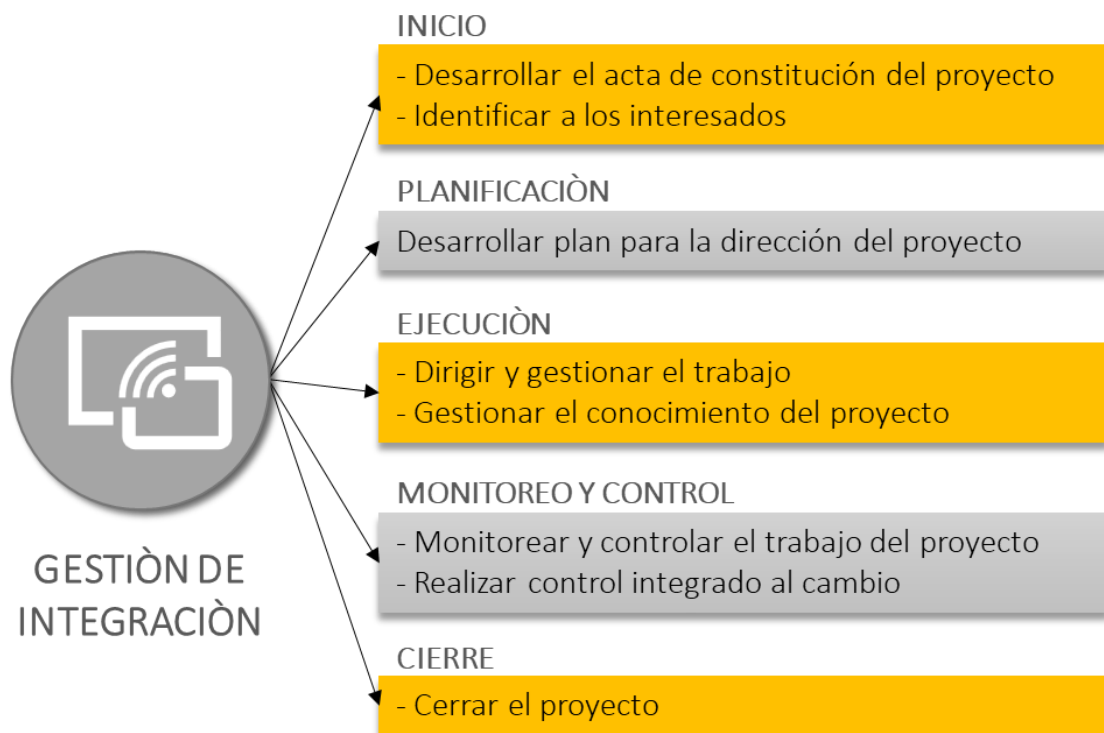 INICIO
- Desarrollar el acta de constitución del proyecto
- Identificar a los interesados
PLANIFICACIÒN
Desarrollar plan para la dirección del proyecto
EJECUCIÒN
- Dirigir y gestionar el trabajo
- Gestionar el conocimiento del proyecto
MONITOREO Y CONTROL
- Monitorear y controlar el trabajo del proyecto
- Realizar control integrado al cambio
GESTIÒN DE
INTEGRACIÒN
CIERRE
- Cerrar el proyecto